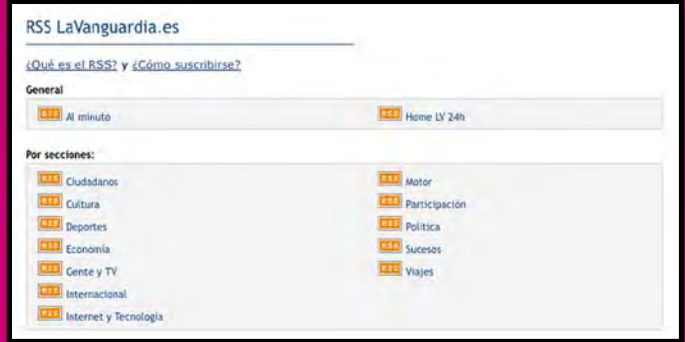 RSS LaVanguardia.es
¿Qué es el RSS? y ¿Cómo suscribirse?
General
RSS Al minuto
RSS Home LV 24h
Por secciones:
RSS Ciudadanos
RSS Cultura
RSS Deportes
RSS Economía
RSS Gente y TV
RSS Internacional
RSS Internet y Tecnología
RSS Motor
RSS Participación
RSS Política
RSS Sucesos
RSS Viajes